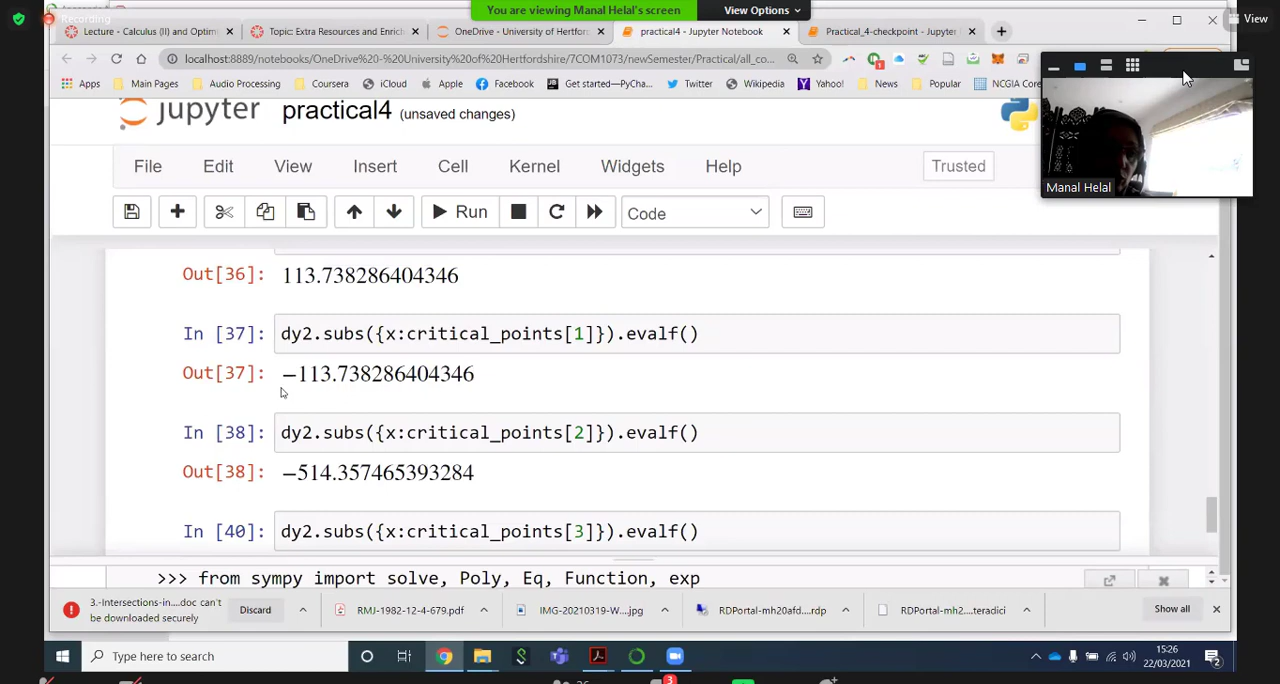 Recording
You are viewing Manal Helal's screen
View Options
View
Lecture - Calculus (II) and Optim
Topic: Extra Resources and Enrich
OneDrive - University of Hertfor
practical4 - Jupyter Notebook
Practical_4-checkpoint - Jupyter
localhost:8889/notebooks/OneDrive%20-%20University%20of%20Hertfordshire/7COM1073/newSemester/Practical/all_co...
Apps
Main Pages
Audio Processing
Coursera
iCloud
Apple
Facebook
Get started—PyCha...
Twitter
Wikipedia
Yahoo!
News
Popular
NCGIA Core
jupyter
practical4 (unsaved changes)
Manal Helal
File
Edit
View
Insert
Cell
Kernel
Widgets
Help
Trusted
Run
Code
Out[36]: 113.738286404346
In [37]: dy2.subs({x:critical_points[1]}).evalf()
Out[37]: −113.738286404346
In [38]: dy2.subs({x:critical_points[2]}).evalf()
Out[38]: −514.357465393284
In [40]: dy2.subs({x:critical_points[3]}).evalf()
>>> from sympy import solve, Poly, Eq, Function, exp
3.-Intersections-in....doc can't
be downloaded securely
Discard
RMJ-1982-12-4-679.pdf
IMG-20210319-W....jpg
RDPortal-mh20afd....rdp
RDPortal-mh2....teradici
Show all
Type here to search
15:26
22/03/2021
2
3